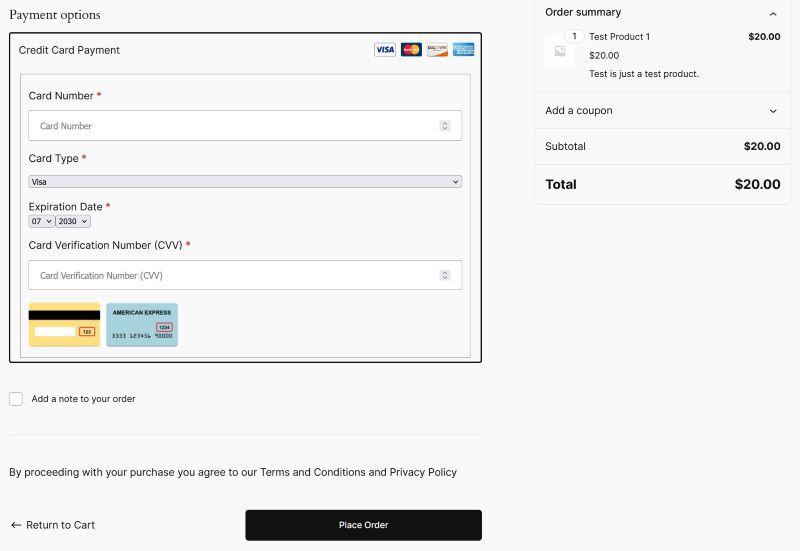 Payment options
Credit Card Payment
VISA
MasterCard
DISCOVER
Card Number *
Card Number
Card Type *
Visa
Expiration Date *
07 2030
Card Verification Number (CVV) *
Card Verification Number (CVV)
123
AMERICAN EXPRESS
1234
3333 123456 90000
Add a note to your order
By proceeding with your purchase you agree to our Terms and Conditions and Privacy Policy
Return to Cart
Place Order
Order summary
1 Test Product 1 $20.00
$20.00
Test is just a test product.
Add a coupon
Subtotal $20.00
Total $20.00